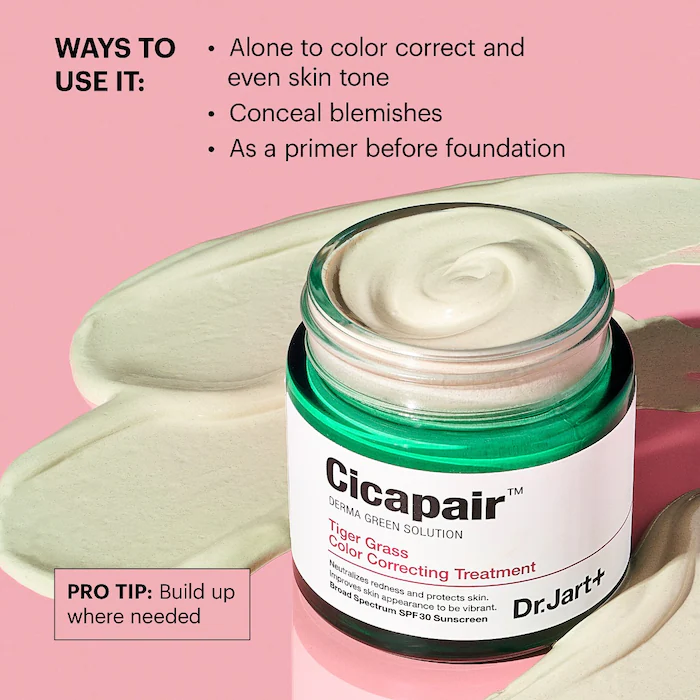 WAYS TO
USE IT:
• Alone to color correct and
even skin tone
• Conceal blemishes
• As a primer before foundation
Cicapair™
DERMA GREEN SOLUTION
Tiger Grass
Color Correcting Treatment
Neutralizes redness and protects skin.
Improves skin appearance to be vibrant.
Broad Spectrum SPF 30 Sunscreen
Dr.Jart+
PRO TIP: Build up
where needed